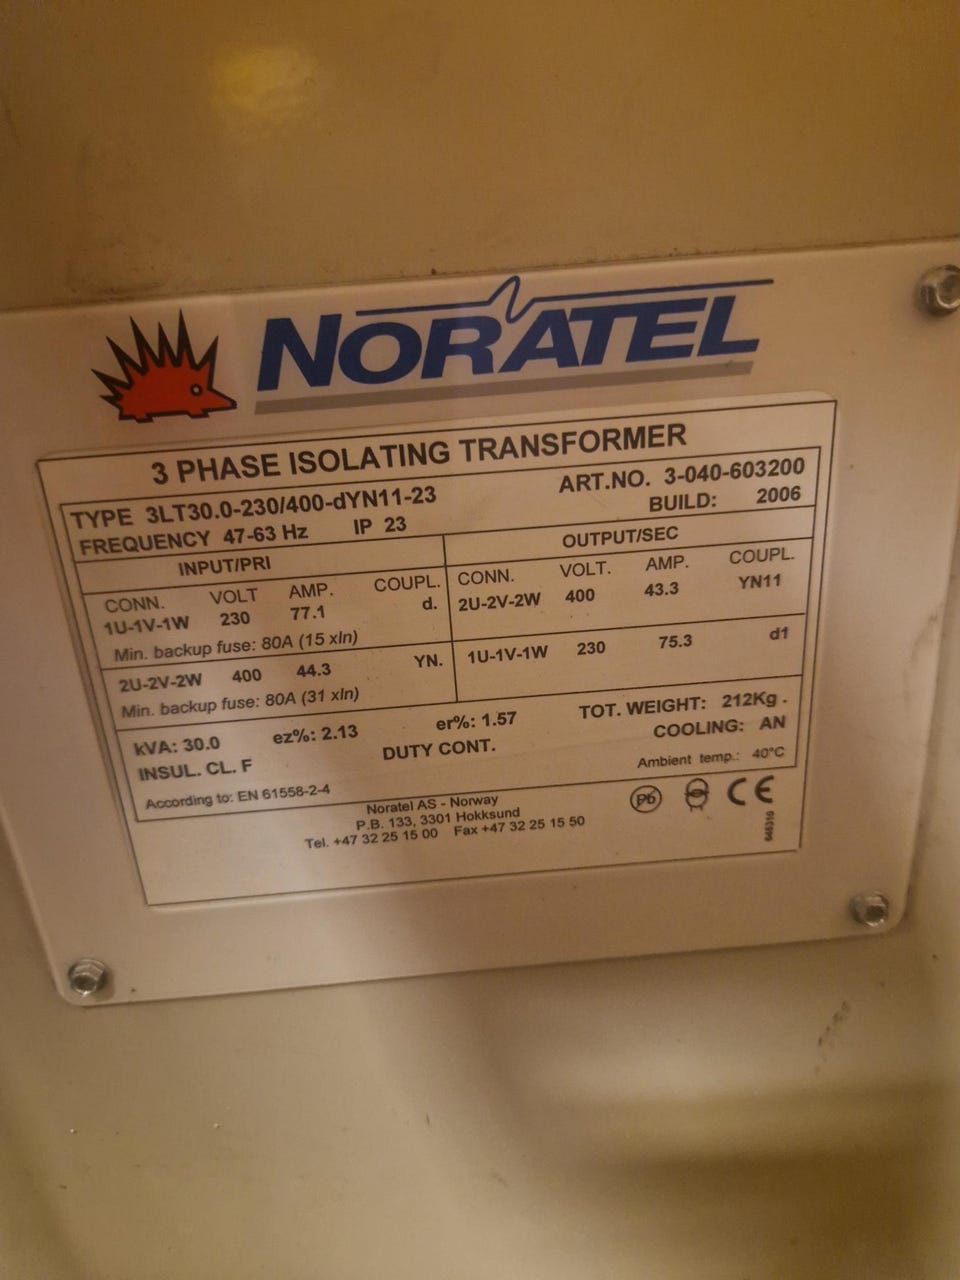 NORATEL
3 PHASE ISOLATING TRANSFORMER
TYPE 3LT30.0-230/400-dYN11-23 ART.NO. 3-040-603200
FREQUENCY 47-63 Hz IP 23 BUILD: 2006
INPUT/PRI OUTPUT/SEC
CONN. VOLT AMP. COUPL. CONN. VOLT. AMP. COUPL.
1U-1V-1W 230 77.1 d. 2U-2V-2W 400 43.3 YN11
Min. backup fuse: 80A (15 xIn)
2U-2V-2W 400 44.3 YN. 1U-1V-1W 230 75.3 d1
Min. backup fuse: 80A (31 xIn)
kVA: 30.0 ez%: 2.13 er%: 1.57 TOT. WEIGHT: 212Kg.
INSUL. CL. F DUTY CONT. COOLING: AN
According to: EN 61558-2-4 Ambient temp.: 40°C
Noratel AS - Norway
P.B. 133, 3301 Hokksund
Tel. +47 32 25 15 00 Fax +47 32 25 15 50
Pb CE